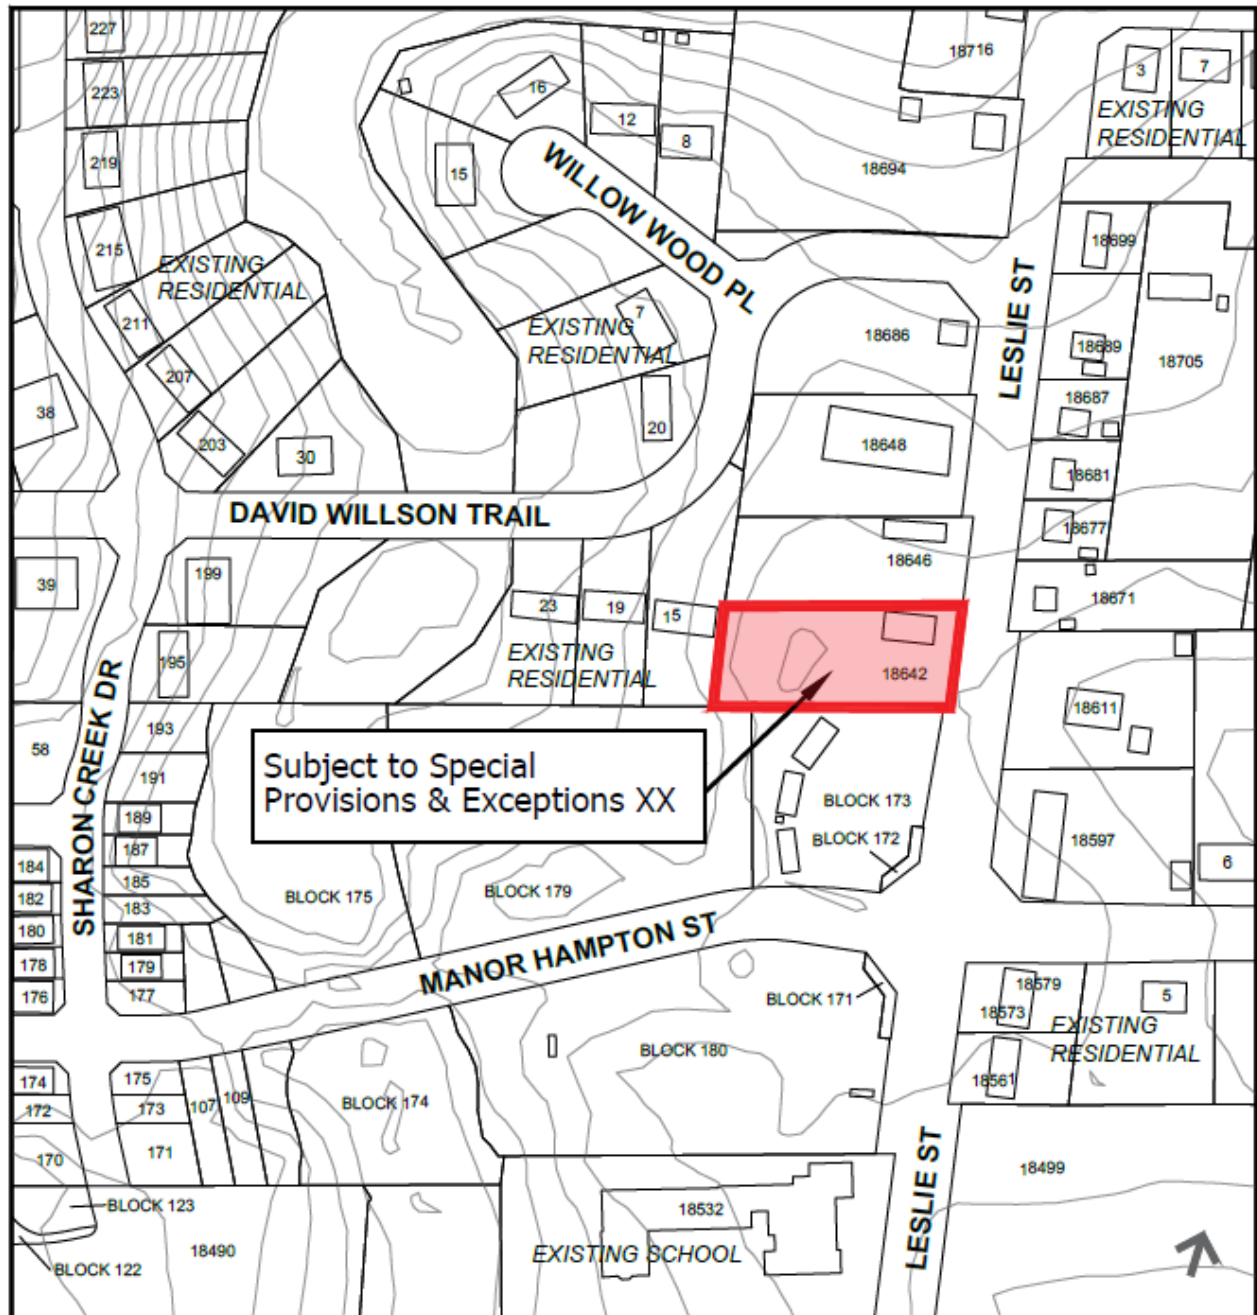 227
18716
3
7
223
16
EXISTING
RESIDENTIAL
12
8
219
15
WILLOW WOOD PL
18694
215
EXISTING
RESIDENTIAL
18699
211
7
EXISTING
RESIDENTIAL
LESLIE ST
18686
18689
18705
207
18687
38
203
30
20
18648
18681
DAVID WILLSON TRAIL
18677
18646
39
199
23
19
15
18671
EXISTING
RESIDENTIAL
195
18642
18611
SHARON CREEK DR
58
193
Subject to Special
Provisions & Exceptions XX
191
BLOCK 173
189
BLOCK 172
18597
187
184
185
6
182
183
BLOCK 175
BLOCK 179
180
181
MANOR HAMPTON ST
178
179
176
177
BLOCK 171
18579
18573
5
EXISTING
RESIDENTIAL
BLOCK 180
174
175
18561
172
173
107
109
BLOCK 174
170
171
LESLIE ST
18499
BLOCK 123
18532
18490
EXISTING SCHOOL
BLOCK 122